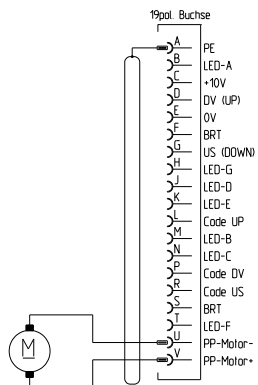 19pol. Buchse
A PE
B LED-A
C +10V
D DV (UP)
E 0V
F BRT
G US (DOWN)
H LED-G
J LED-D
K LED-E
L Code UP
M LED-B
N LED-C
P Code DV
R Code US
S BRT
T LED-F
U PP-Motor-
V PP-Motor+
M